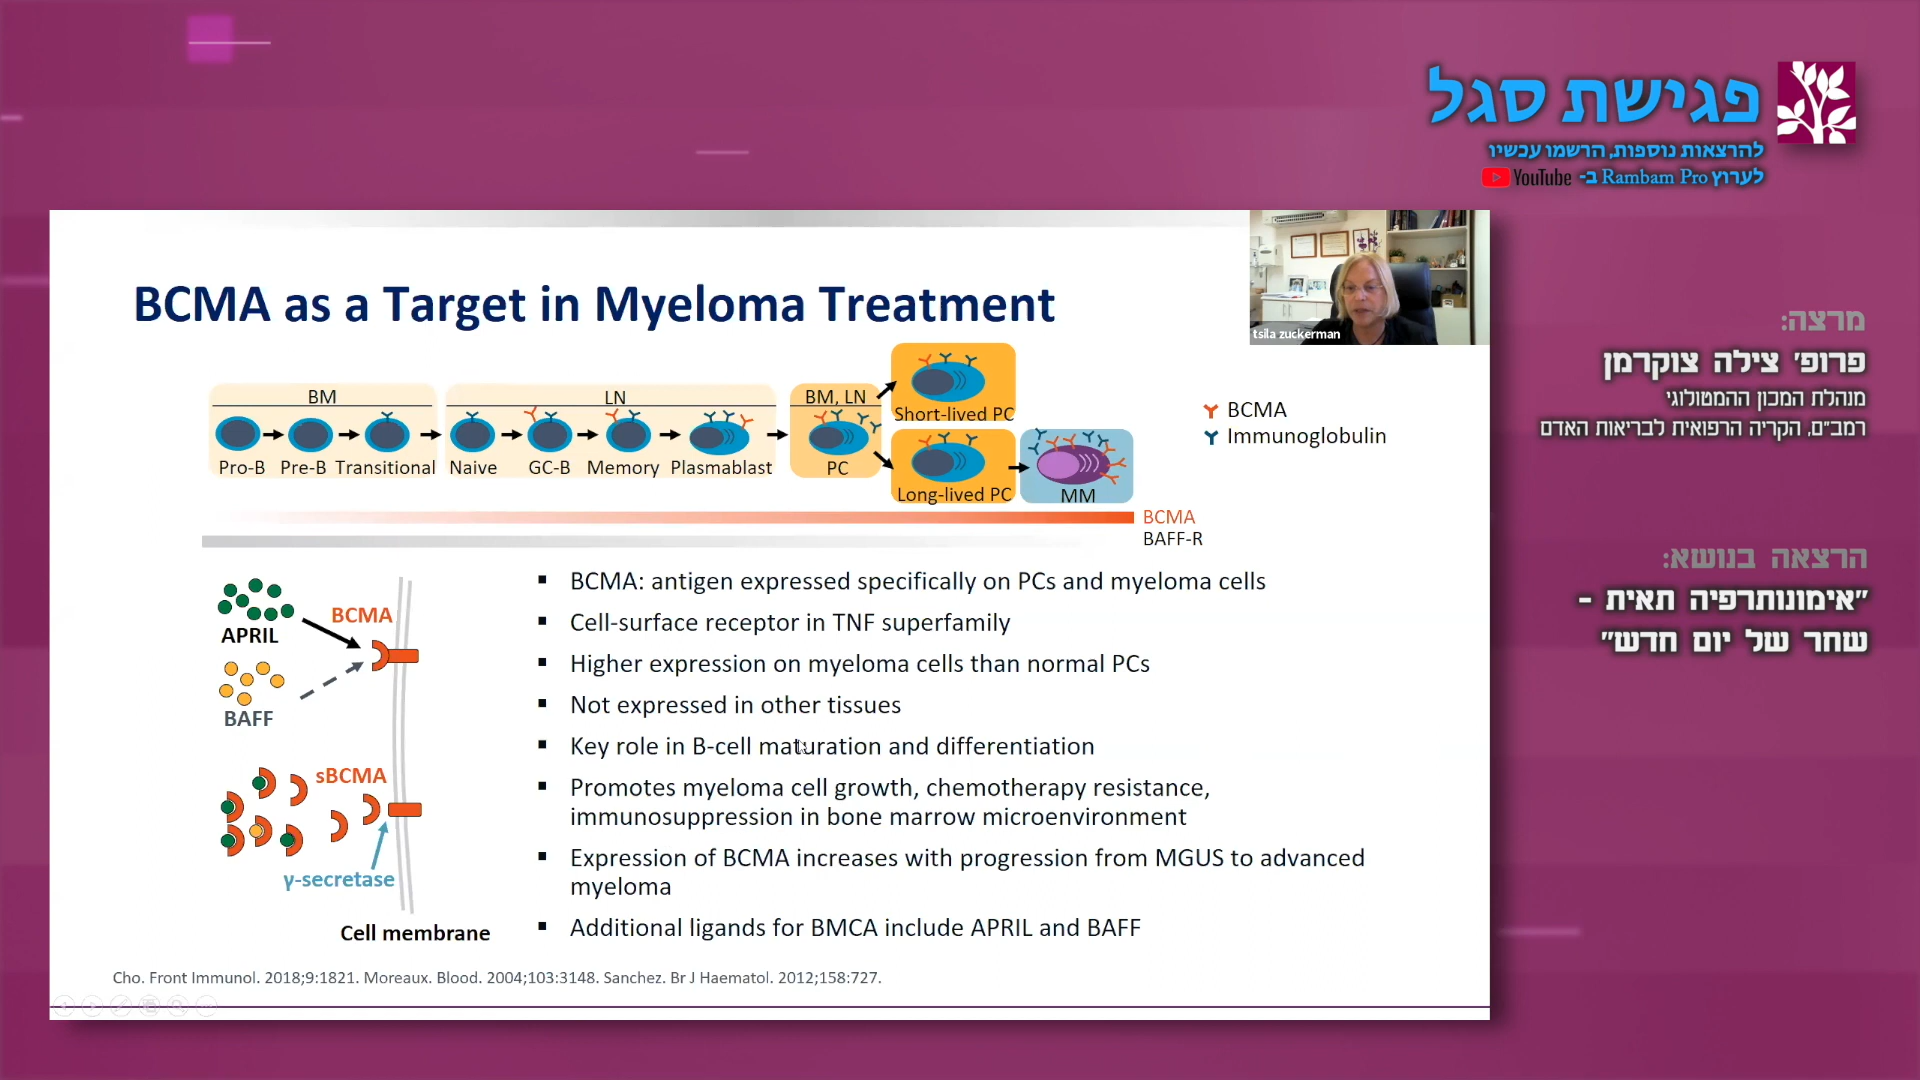 פגישת סגל
להרצאות נוספות, הרשמו עכשיו
לערוץ Rambam Pro ב- YouTube
tsila zuckerman
מרצה:
פרופ׳ צילה צוקרמן
מנהלת המכון ההמטולוגי
רמב״ם, הקריה הרפואית לבריאות האדם
הרצאה בנושא:
״אימונותרפיה תאית -
שחר של יום חדש״
BCMA as a Target in Myeloma Treatment
BM
LN
BM, LN
Pro-B
Pre-B
Transitional
Naive
GC-B
Memory
Plasmablast
PC
Short-lived PC
Long-lived PC
MM
BCMA
Immunoglobulin
BCMA
BAFF-R
APRIL
BCMA
BAFF
sBCMA
γ-secretase
Cell membrane
▪ BCMA: antigen expressed specifically on PCs and myeloma cells
▪ Cell-surface receptor in TNF superfamily
▪ Higher expression on myeloma cells than normal PCs
▪ Not expressed in other tissues
▪ Key role in B-cell maturation and differentiation
▪ Promotes myeloma cell growth, chemotherapy resistance,
immunosuppression in bone marrow microenvironment
▪ Expression of BCMA increases with progression from MGUS to advanced
myeloma
▪ Additional ligands for BMCA include APRIL and BAFF
Cho. Front Immunol. 2018;9:1821. Moreaux. Blood. 2004;103:3148. Sanchez. Br J Haematol. 2012;158:727.